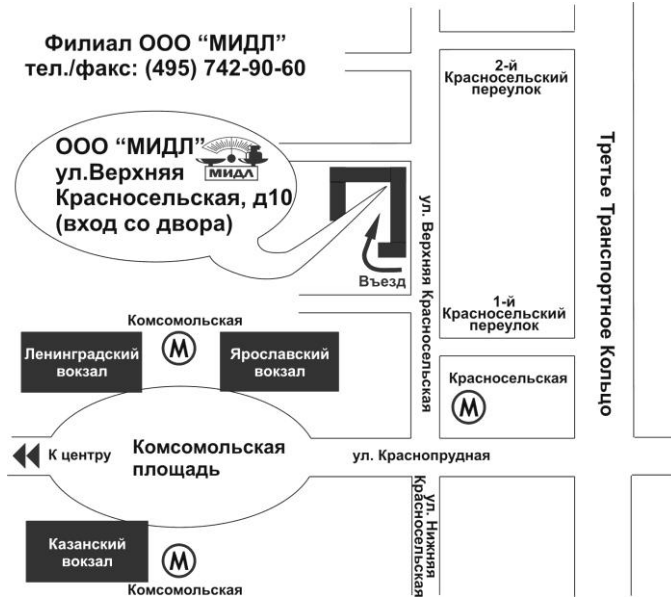 Филиал ООО “МИДЛ”
тел./факс: (495) 742-90-60
ООО “МИДЛ”
МИДЛ
ул.Верхняя
Красносельская, д10
(вход со двора)
Въезд
2-й
Красносельский
переулок
Третье Транспортное Кольцо
ул. Верхняя Красносельская
1-й
Красносельский
переулок
Комсомольская
М
Ленинградский
вокзал
Ярославский
вокзал
Красносельская
М
К центру
Комсомольская
площадь
ул. Краснопрудная
ул. Нижняя
Красносельская
Казанский
вокзал
М
Комсомольская